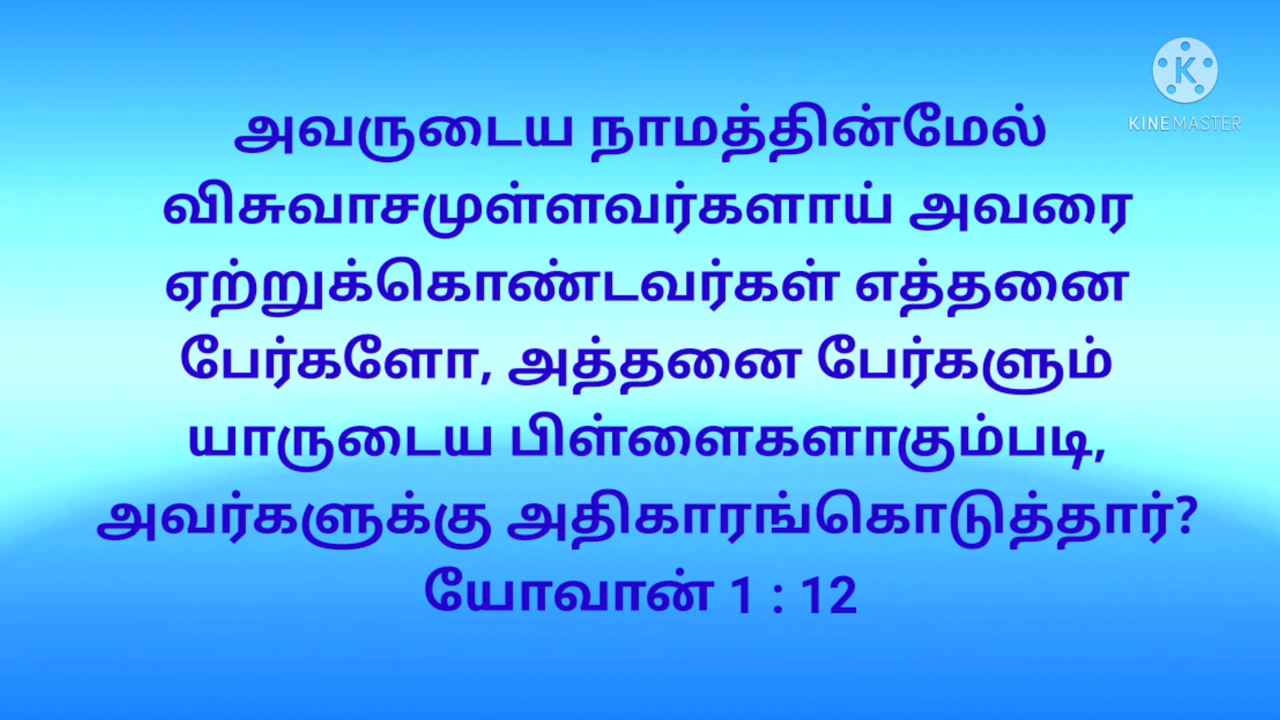 KINEMASTER
அவருடைய நாமத்தின்மேல்
விசுவாசமுள்ளவர்களாய் அவரை
ஏற்றுக்கொண்டவர்கள் எத்தனை
பேர்களோ, அத்தனை பேர்களும்
யாருடைய பிள்ளைகளாகும்படி,
அவர்களுக்கு அதிகாரங்கொடுத்தார்?
யோவான் 1 : 12